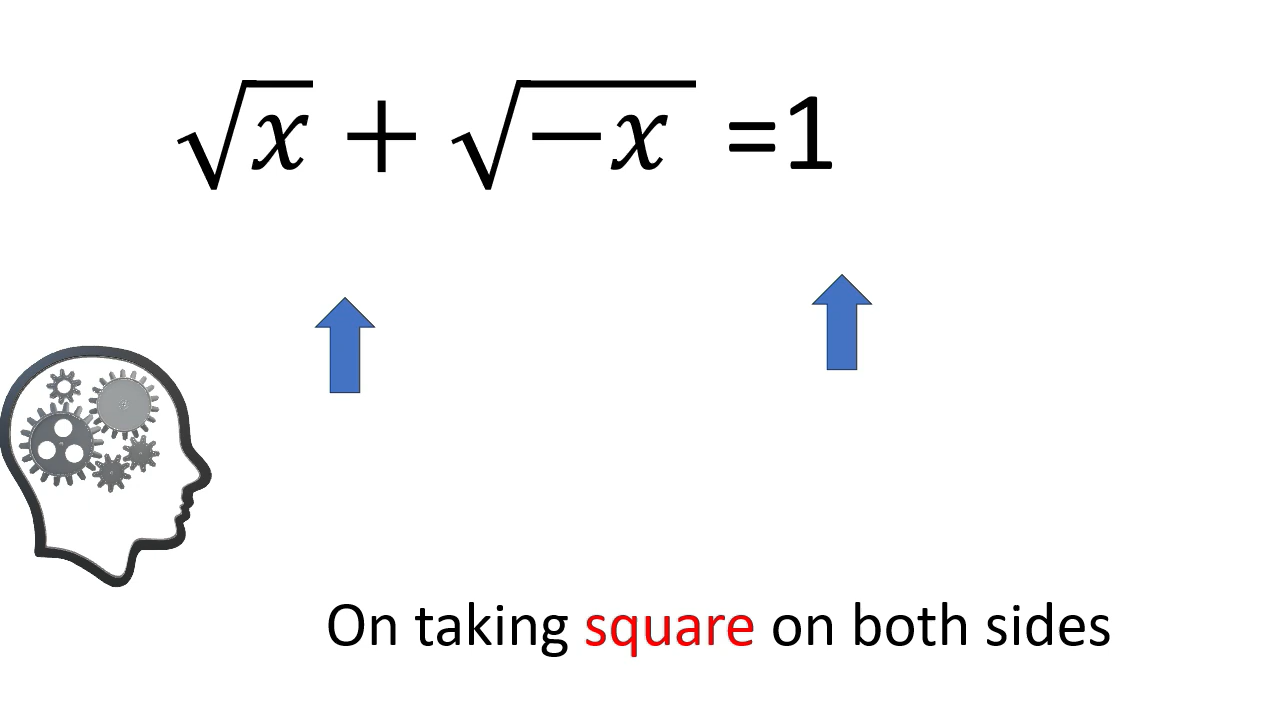 √x + √−x =1
On taking square on both sides